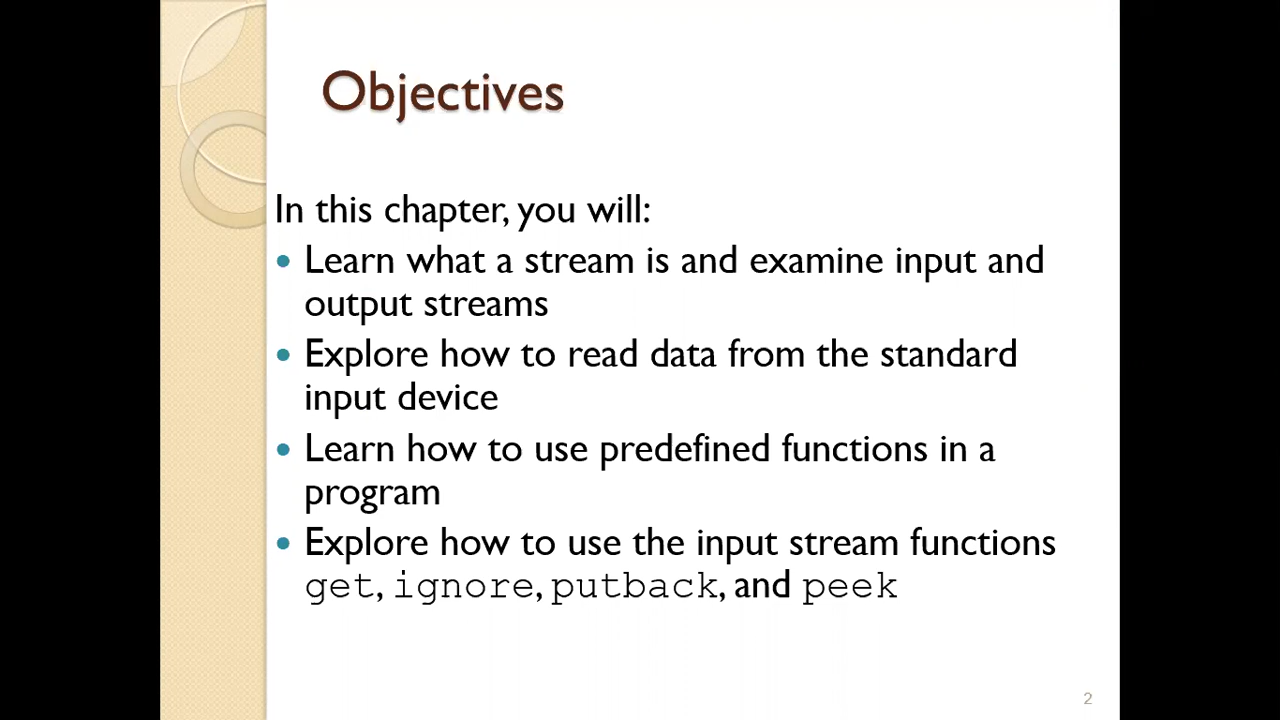 Objectives
In this chapter, you will:
• Learn what a stream is and examine input and
output streams
• Explore how to read data from the standard
input device
• Learn how to use predefined functions in a
program
• Explore how to use the input stream functions
get, ignore, putback, and peek
2